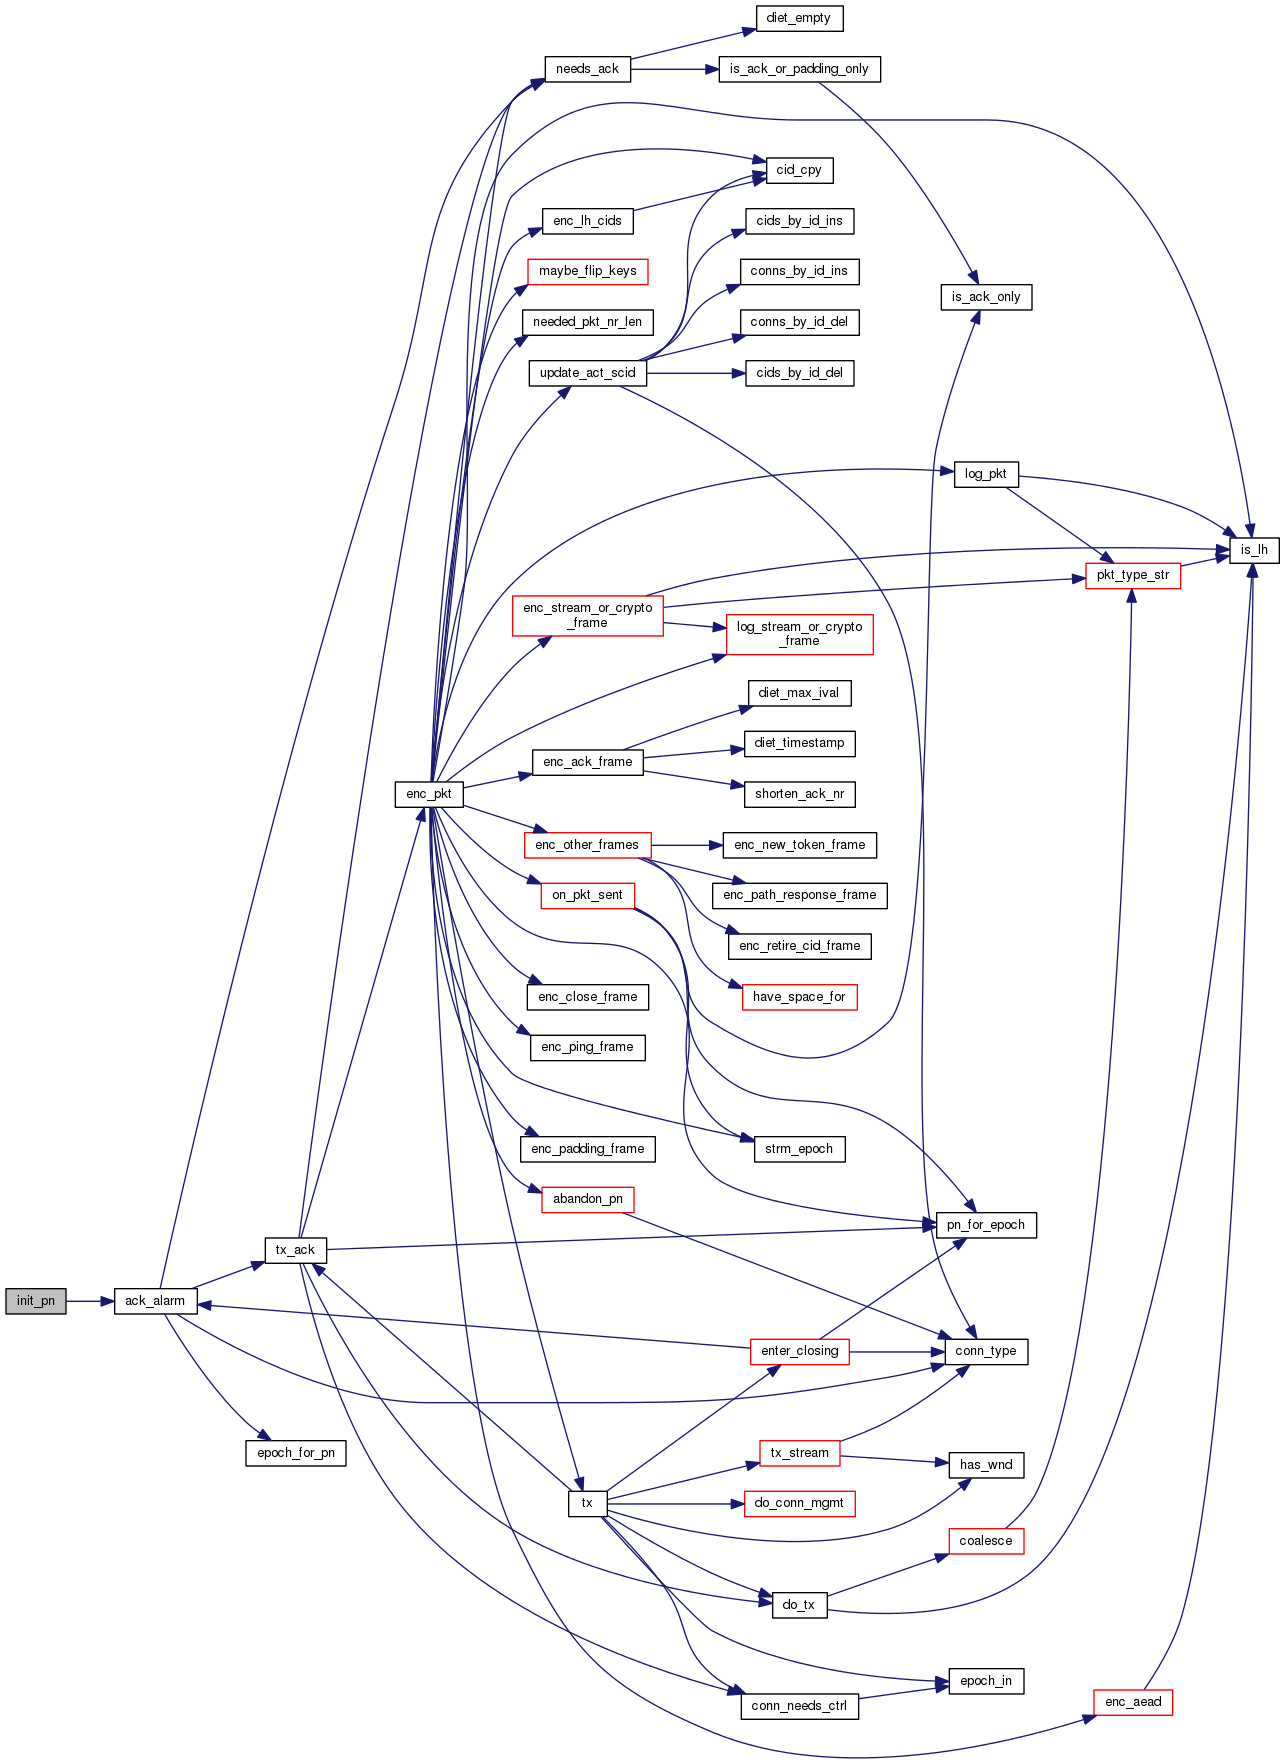 diet_empty
needs_ack
is_ack_or_padding_only
cid_cpy
enc_lh_cids
cids_by_id_ins
maybe_flip_keys
conns_by_id_ins
is_ack_only
needed_pkt_nr_len
conns_by_id_del
update_act_scid
cids_by_id_del
log_pkt
is_lh
pkt_type_str
enc_stream_or_crypto
_frame
log_stream_or_crypto
_frame
diet_max_ival
diet_timestamp
enc_ack_frame
enc_pkt
shorten_ack_nr
enc_other_frames
enc_new_token_frame
on_pkt_sent
enc_path_response_frame
enc_retire_cid_frame
enc_close_frame
have_space_for
enc_ping_frame
enc_padding_frame
strm_epoch
abandon_pn
pn_for_epoch
tx_ack
init_pn
ack_alarm
enter_closing
conn_type
epoch_for_pn
tx_stream
has_wnd
tx
do_conn_mgmt
coalesce
do_tx
epoch_in
conn_needs_ctrl
enc_aead